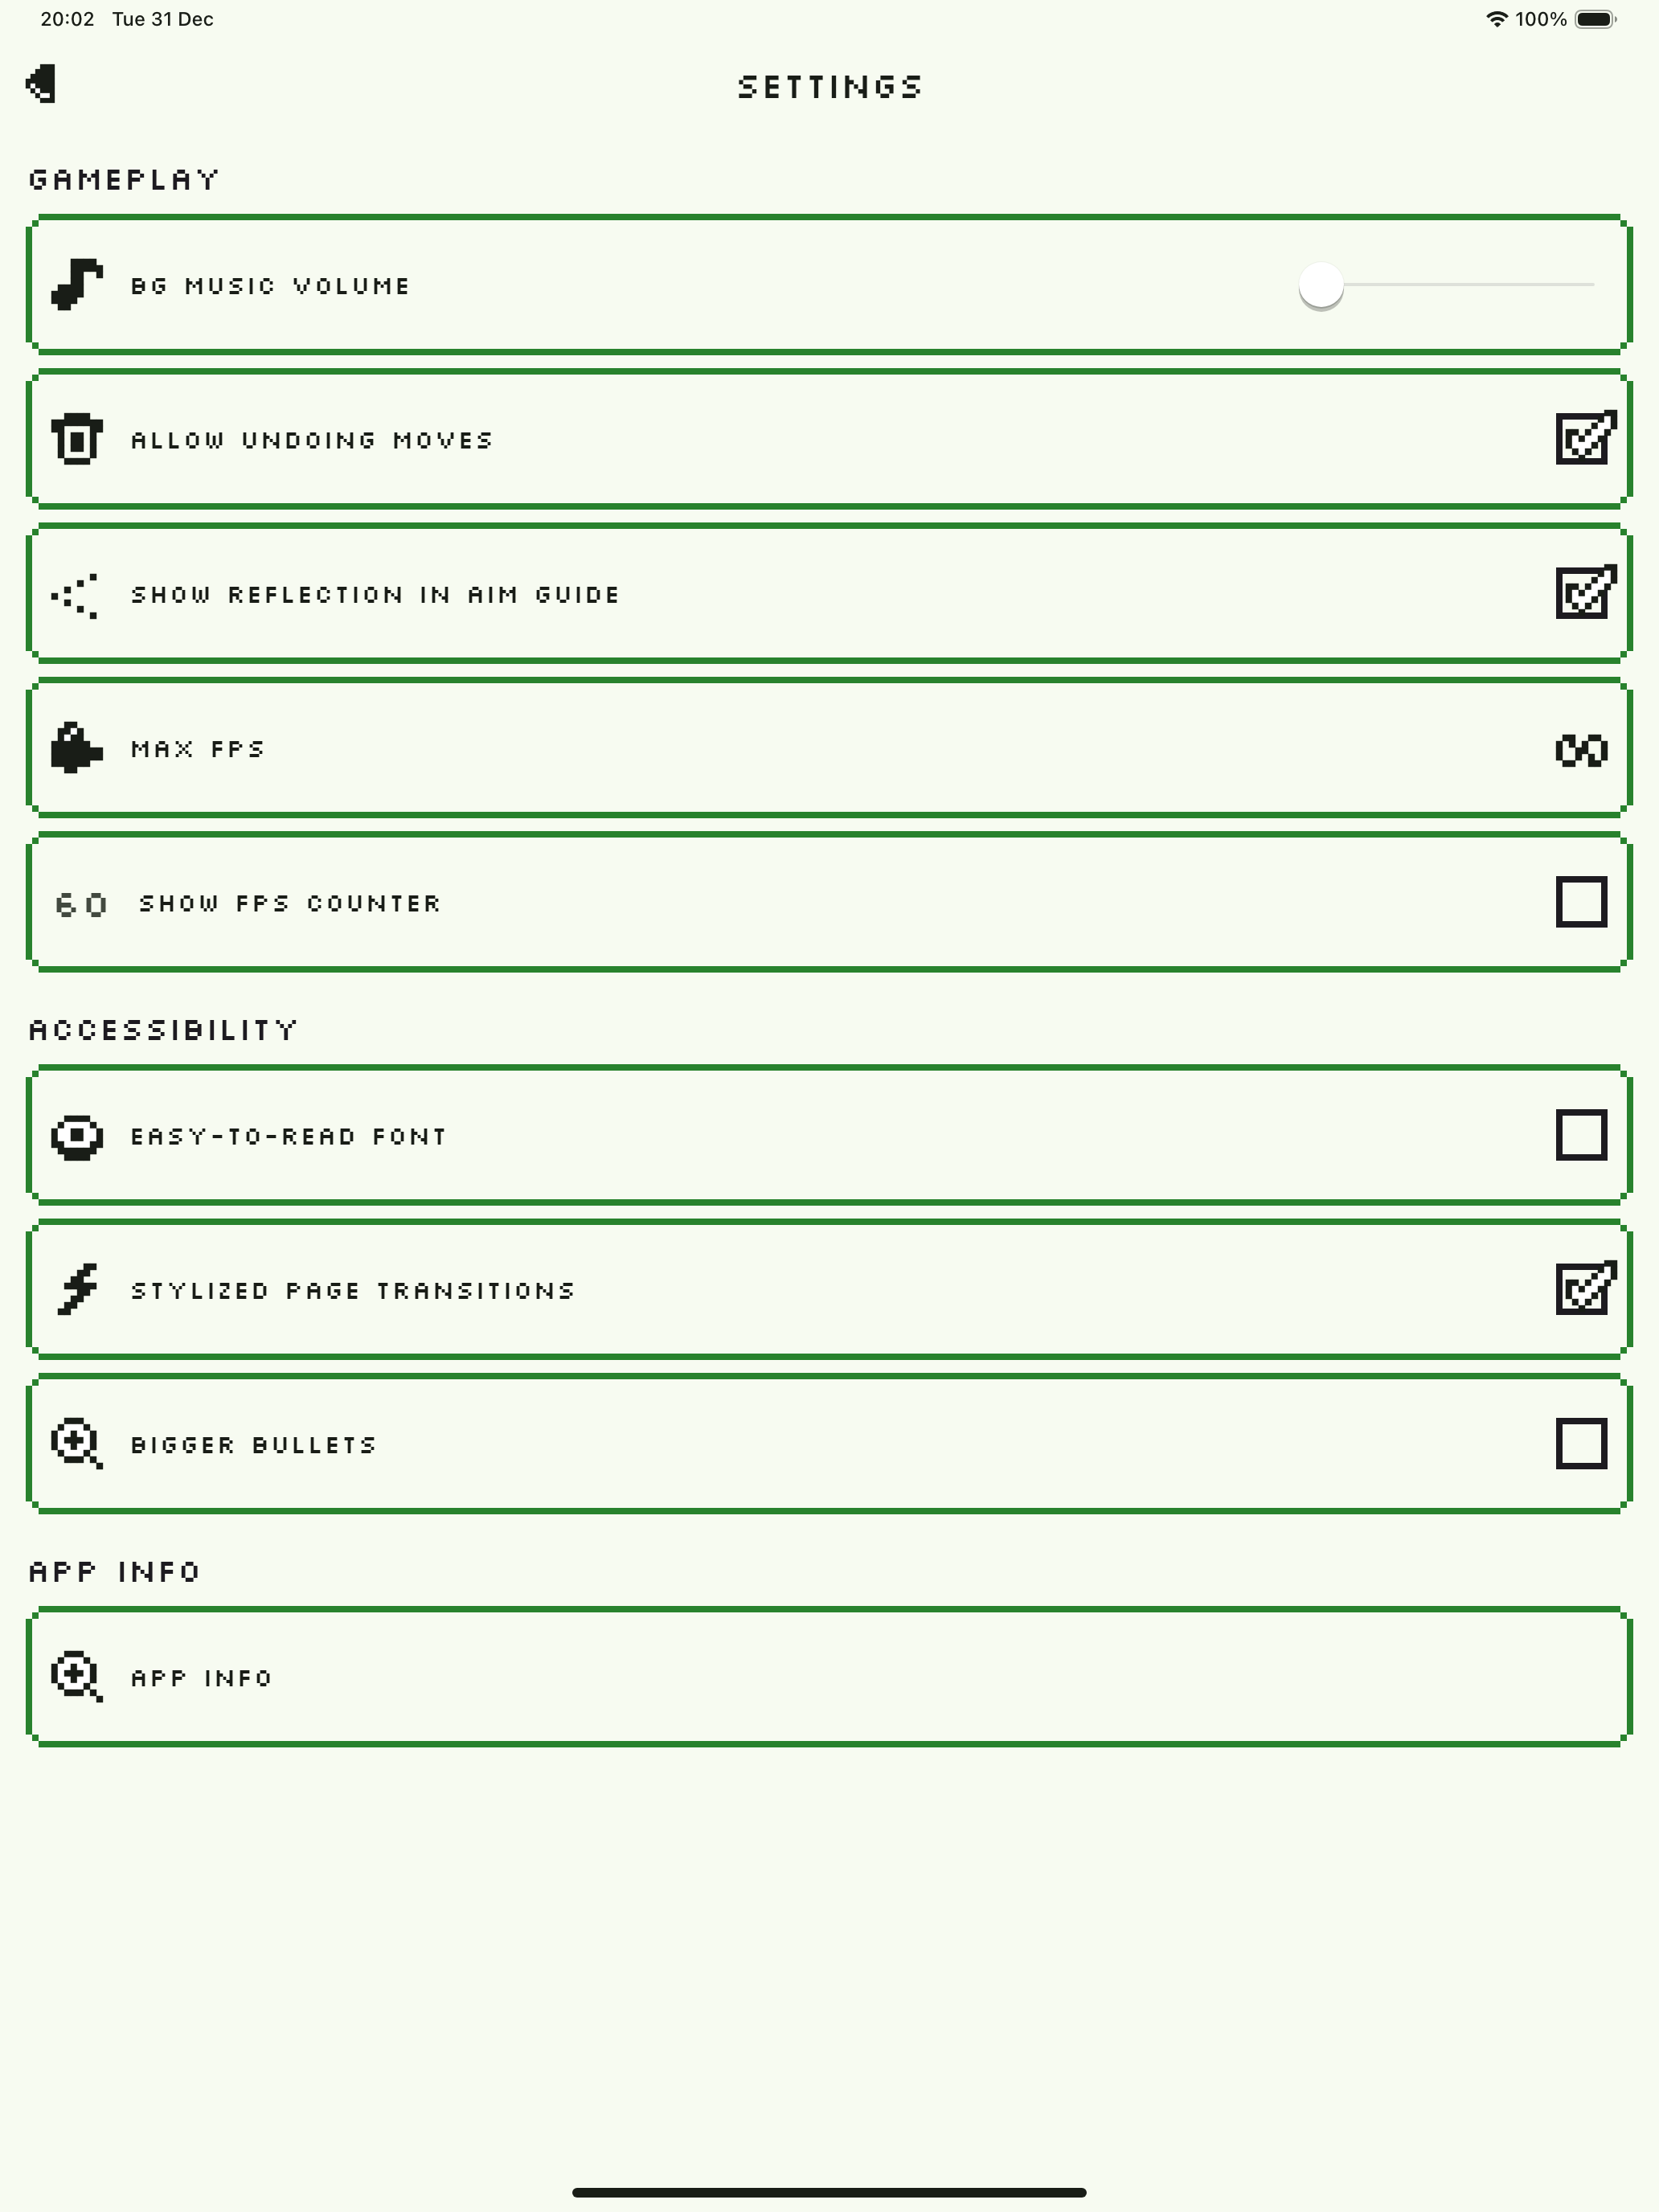 20:02 Tue 31 Dec 100%
SETTINGS
GAMEPLAY
BG MUSIC VOLUME
ALLOW UNDOING MOVES
SHOW REFLECTION IN AIM GUIDE
MAX FPS ∞
60 SHOW FPS COUNTER
ACCESSIBILITY
EASY-TO-READ FONT
STYLIZED PAGE TRANSITIONS
BIGGER BULLETS
APP INFO
APP INFO